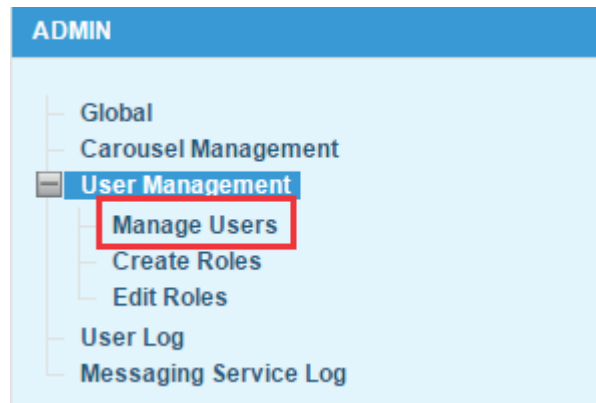 ADMIN
Global
Carousel Management
User Management
Manage Users
Create Roles
Edit Roles
User Log
Messaging Service Log